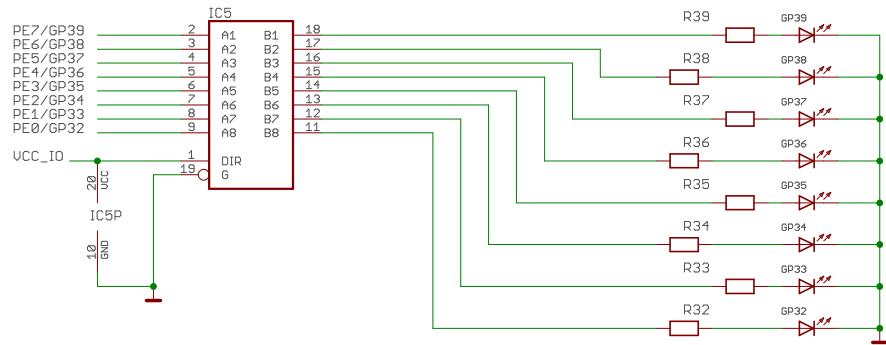 IC5
R39 GP39
PE7/GP39 2 A1 B1 18
PE6/GP38 3 A2 B2 17
R38 GP38
PE5/GP37 4 A3 B3 16
PE4/GP36 5 A4 B4 15
PE3/GP35 6 A5 B5 14
R37 GP37
PE2/GP34 7 A6 B6 13
PE1/GP33 8 A7 B7 12
PE0/GP32 9 A8 B8 11
R36 GP36
VCC_IO 1 DIR
19 G
20 VCC
R35 GP35
IC5P
R34 GP34
10 GND
R33 GP33
R32 GP32